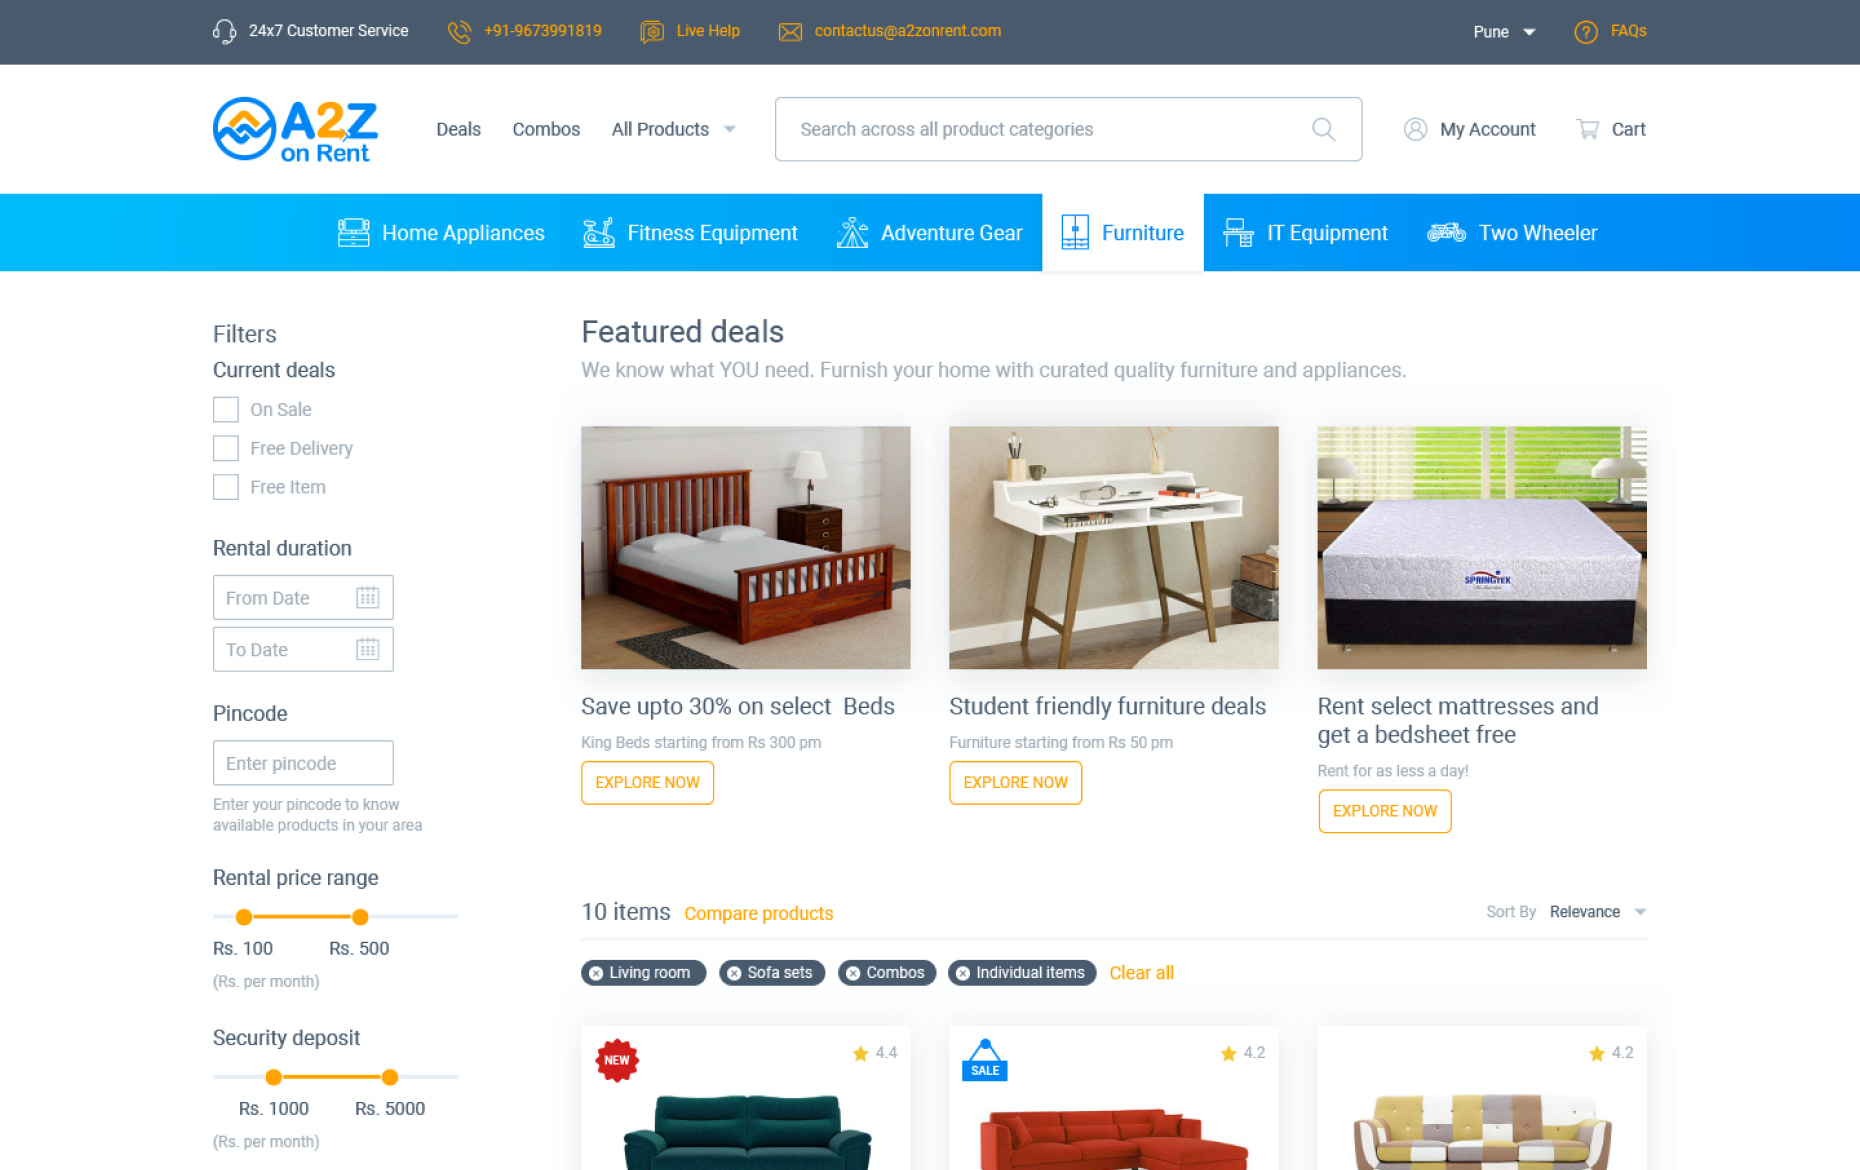 24x7 Customer Service
+91-9673991819
Live Help
contactus@a2zonrent.com
Pune
FAQs
A2Z
on Rent
Deals
Combos
All Products
Search across all product categories
My Account
Cart
Home Appliances
Fitness Equipment
Adventure Gear
Furniture
IT Equipment
Two Wheeler
Filters
Current deals
On Sale
Free Delivery
Free Item
Rental duration
From Date
To Date
Pincode
Enter pincode
Enter your pincode to know
available products in your area
Rental price range
Rs. 100
Rs. 500
(Rs. per month)
Security deposit
Rs. 1000
Rs. 5000
(Rs. per month)
Featured deals
We know what YOU need. Furnish your home with curated quality furniture and appliances.
SPRINGTEK
Save upto 30% on select  Beds
King Beds starting from Rs 300 pm
EXPLORE NOW
Student friendly furniture deals
Furniture starting from Rs 50 pm
EXPLORE NOW
Rent select mattresses and
get a bedsheet free
Rent for as less a day!
EXPLORE NOW
10 items
Compare products
Sort By
Relevance
Living room
Sofa sets
Combos
Individual items
Clear all
NEW
4.4
SALE
4.2
4.2